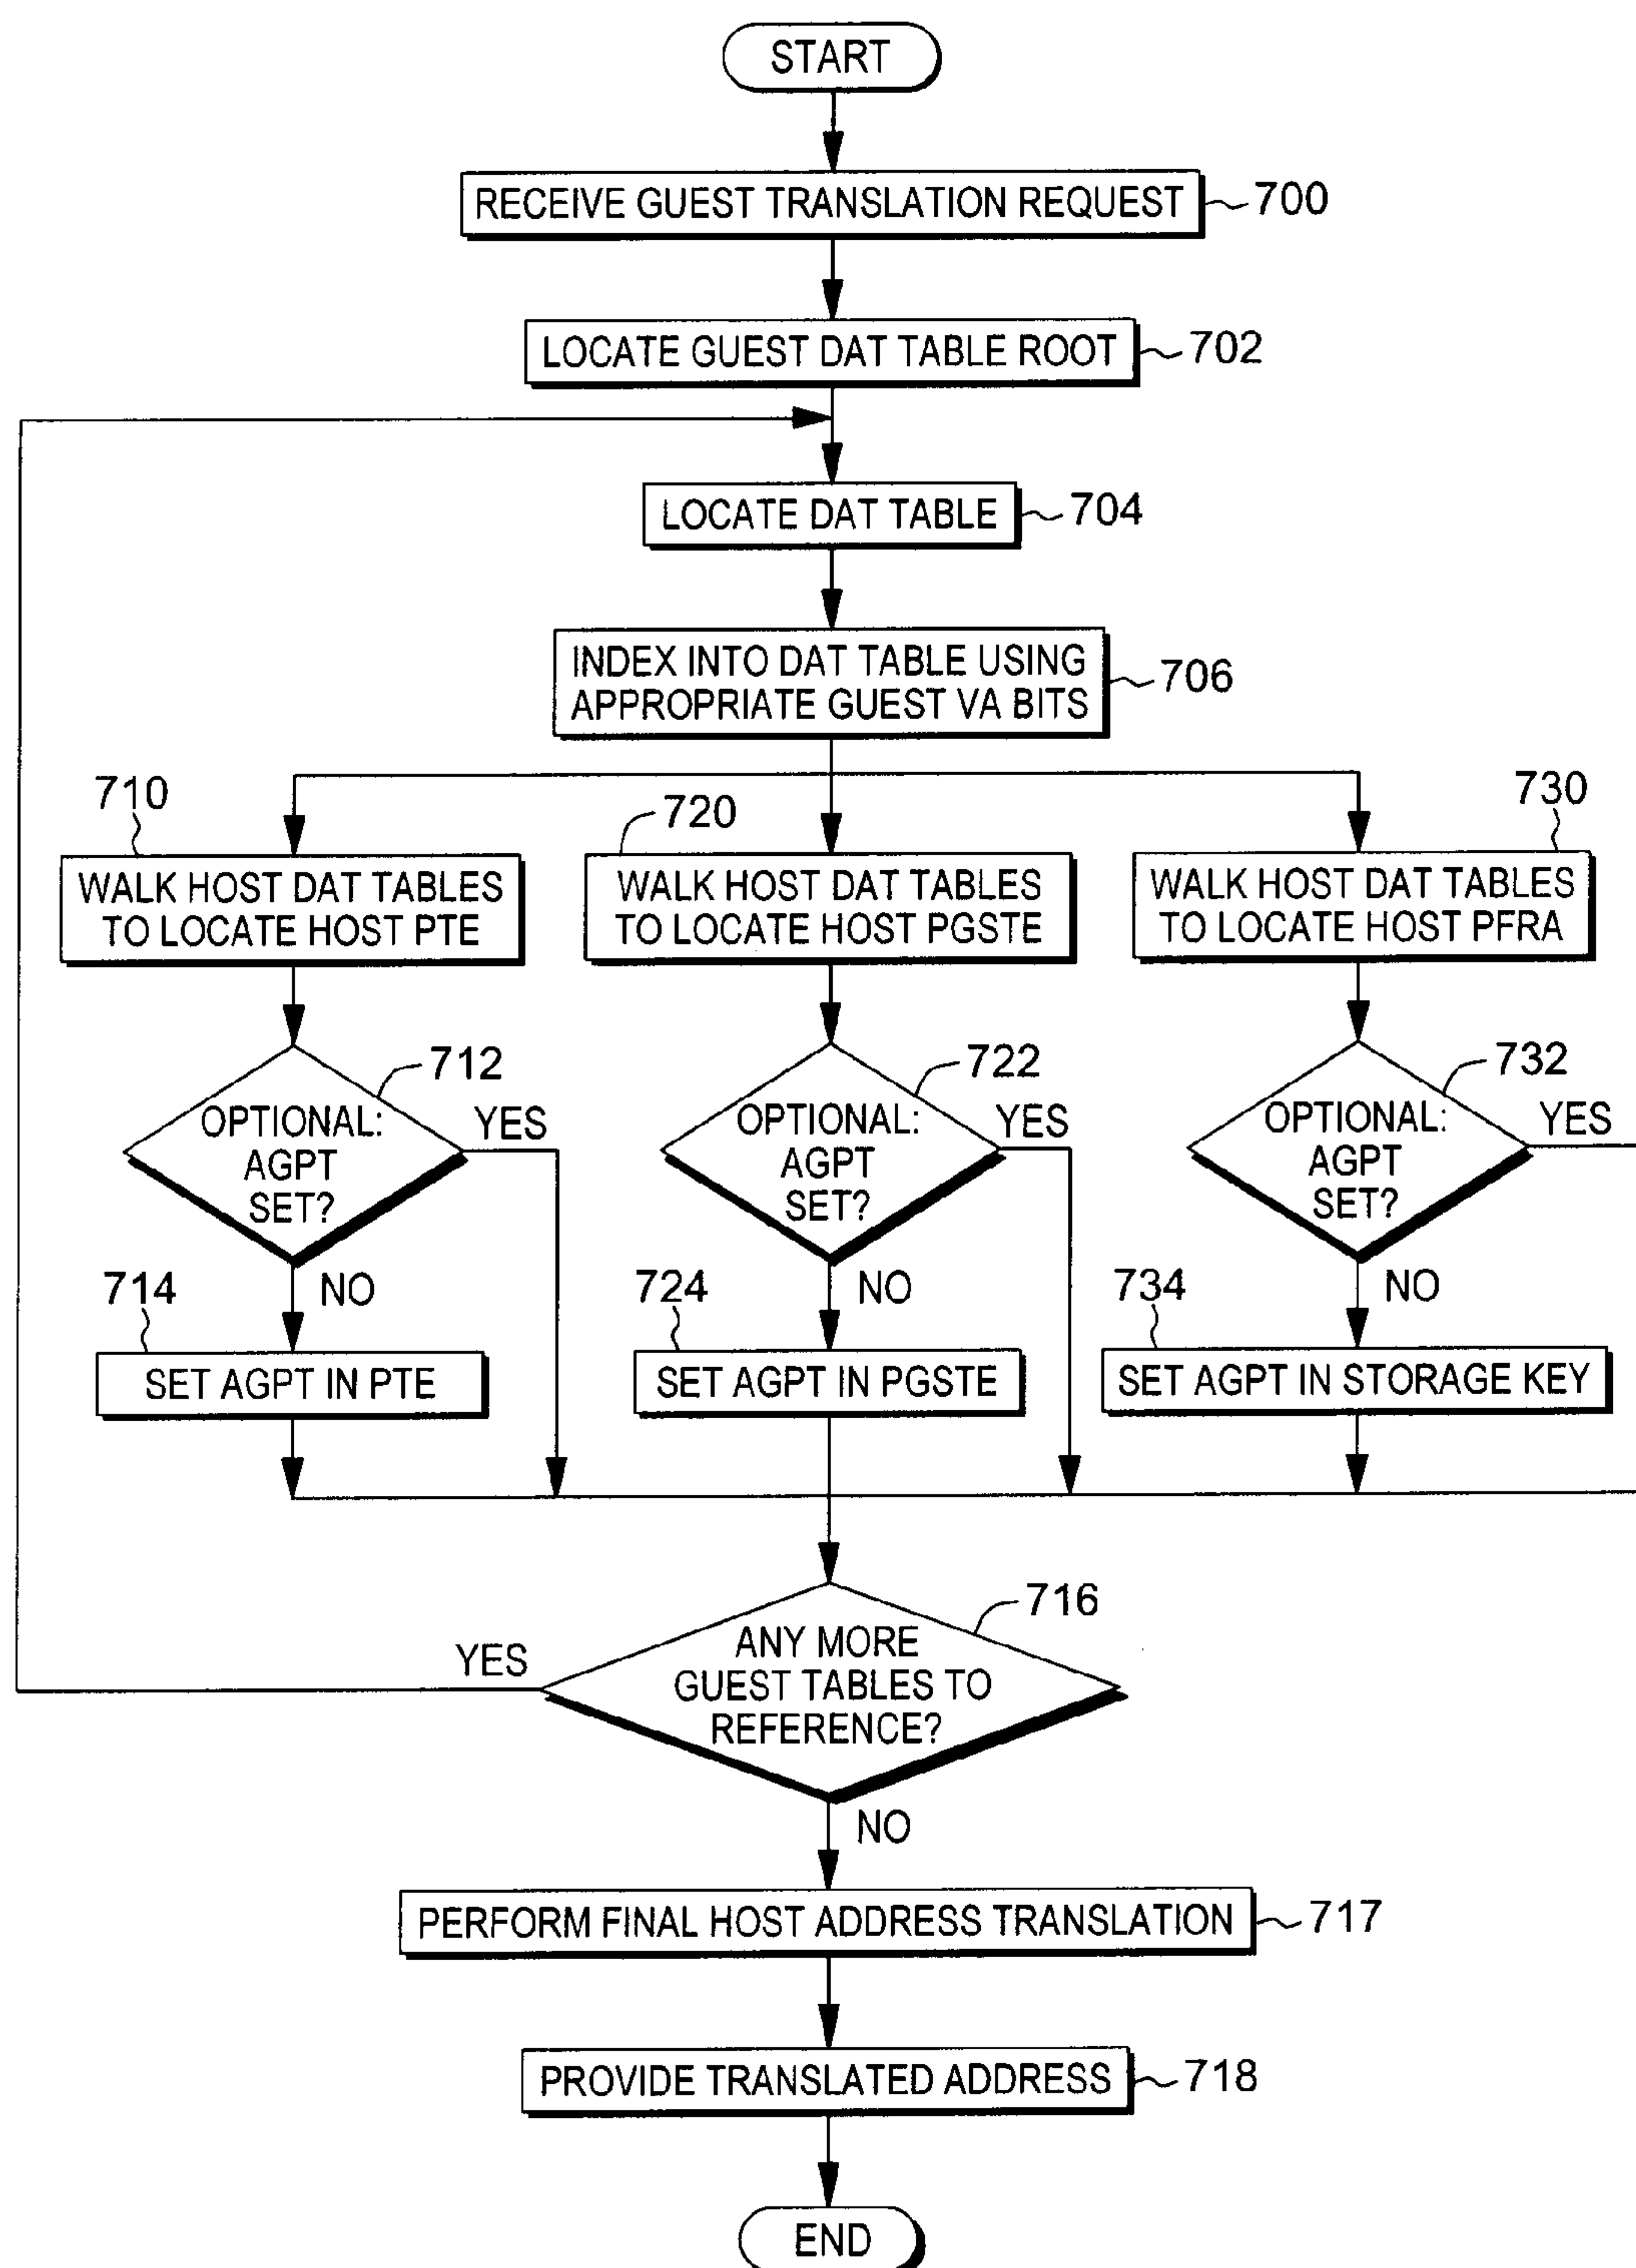 START
RECEIVE GUEST TRANSLATION REQUEST
700
LOCATE GUEST DAT TABLE ROOT
702
LOCATE DAT TABLE
704
INDEX INTO DAT TABLE USING
APPROPRIATE GUEST VA BITS
706
710
WALK HOST DAT TABLES
TO LOCATE HOST PTE
720
WALK HOST DAT TABLES
TO LOCATE HOST PGSTE
730
WALK HOST DAT TABLES
TO LOCATE HOST PFRA
712
OPTIONAL:
AGPT
SET?
YES
NO
722
OPTIONAL:
AGPT
SET?
YES
NO
732
OPTIONAL:
AGPT
SET?
YES
NO
714
SET AGPT IN PTE
724
SET AGPT IN PGSTE
734
SET AGPT IN STORAGE KEY
716
ANY MORE
GUEST TABLES TO
REFERENCE?
YES
NO
PERFORM FINAL HOST ADDRESS TRANSLATION
717
PROVIDE TRANSLATED ADDRESS
718
END